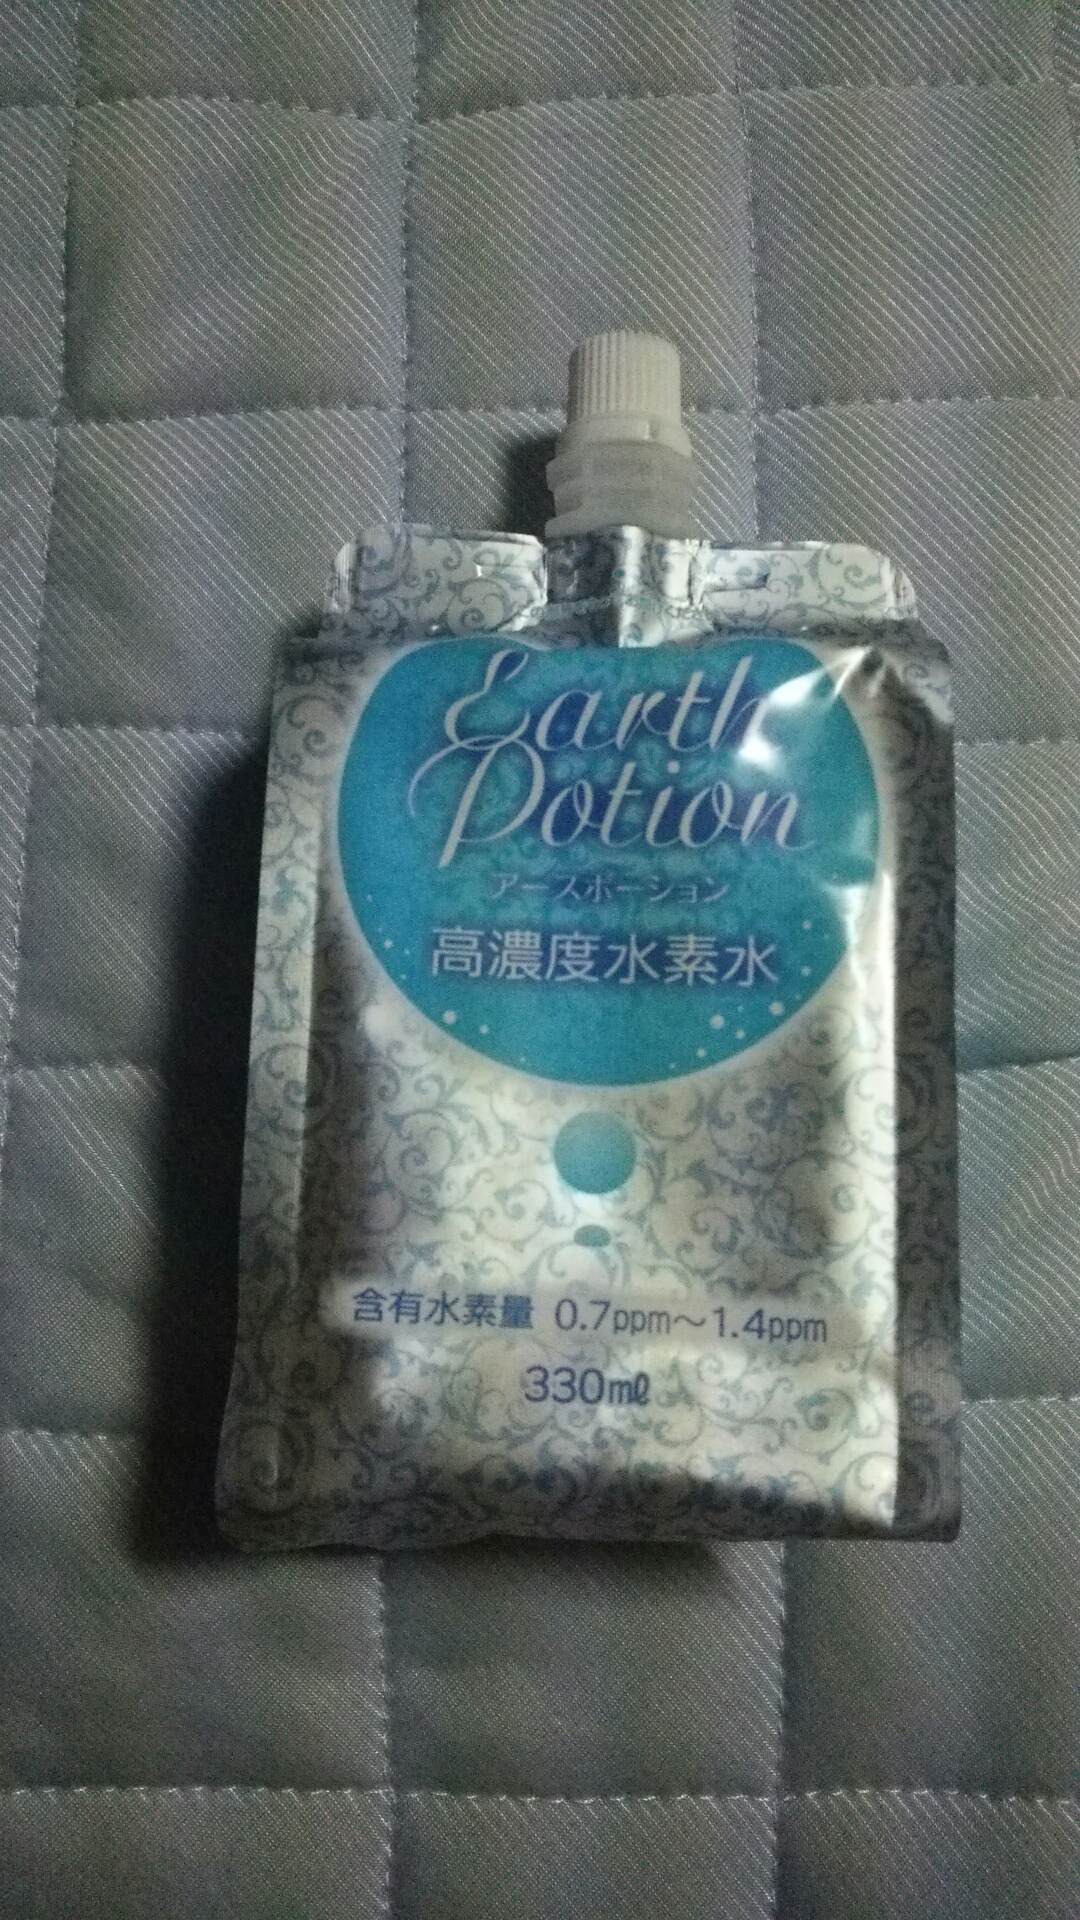 Earth
Potion
アースポーション
高濃度水素水
含有水素量 0.7ppm～1.4ppm
330mℓ